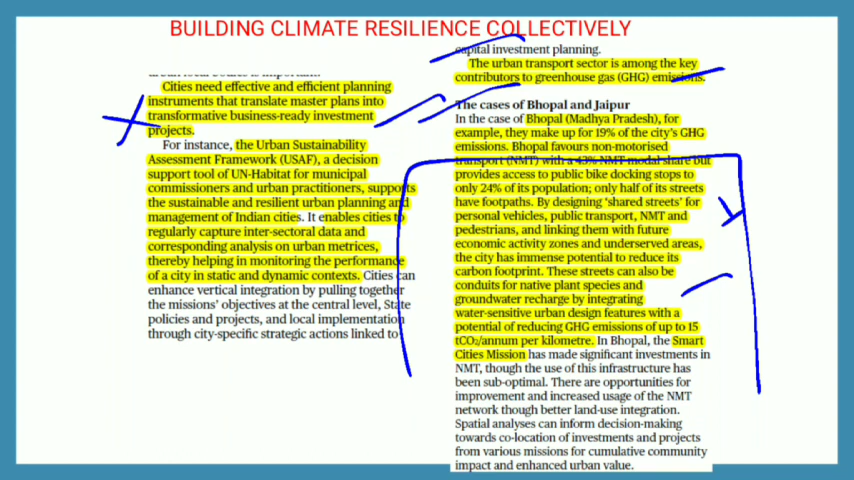 BUILDING CLIMATE RESILIENCE COLLECTIVELY
Cities need effective and efficient planning
instruments that translate master plans into
transformative business-ready investment
projects.
For instance, the Urban Sustainability
Assessment Framework (USAF), a decision
support tool of UN-Habitat for municipal
commissioners and urban practitioners, supports
the sustainable and resilient urban planning and
management of Indian cities. It enables cities to
regularly capture inter-sectoral data and
corresponding analysis on urban metrices,
thereby helping in monitoring the performance
of a city in static and dynamic contexts. Cities can
enhance vertical integration by pulling together
the missions' objectives at the central level, State
policies and projects, and local implementation
through city-specific strategic actions linked to
capital investment planning.
The urban transport sector is among the key
contributors to greenhouse gas (GHG) emissions.
The cases of Bhopal and Jaipur
In the case of Bhopal (Madhya Pradesh), for
example, they make up for 19% of the city's GHG
emissions. Bhopal favours non-motorised
transport (NMT) with a 43% NMT modal share but
provides access to public bike docking stops to
only 24% of its population; only half of its streets
have footpaths. By designing 'shared streets' for
personal vehicles, public transport, NMT and
pedestrians, and linking them with future
economic activity zones and underserved areas,
the city has immense potential to reduce its
carbon footprint. These streets can also be
conduits for native plant species and
groundwater recharge by integrating
water-sensitive urban design features with a
potential of reducing GHG emissions of up to 15
tCO₂/annum per kilometre. In Bhopal, the Smart
Cities Mission has made significant investments in
NMT, though the use of this infrastructure has
been sub-optimal. There are opportunities for
improvement and increased usage of the NMT
network though better land-use integration.
Spatial analyses can inform decision-making
towards co-location of investments and projects
from various missions for cumulative community
impact and enhanced urban value.